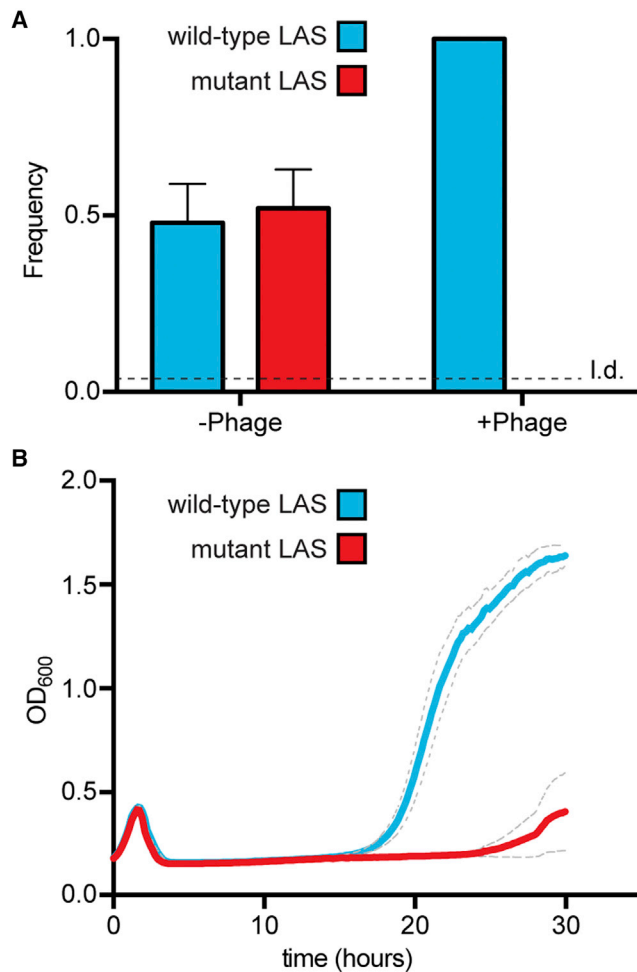 A
1.0
0.5
0.0
Frequency
wild-type LAS
mutant LAS
l.d.
-Phage
+Phage
B
2.0
1.5
1.0
0.5
0.0
OD600
wild-type LAS
mutant LAS
0
10
20
30
time (hours)